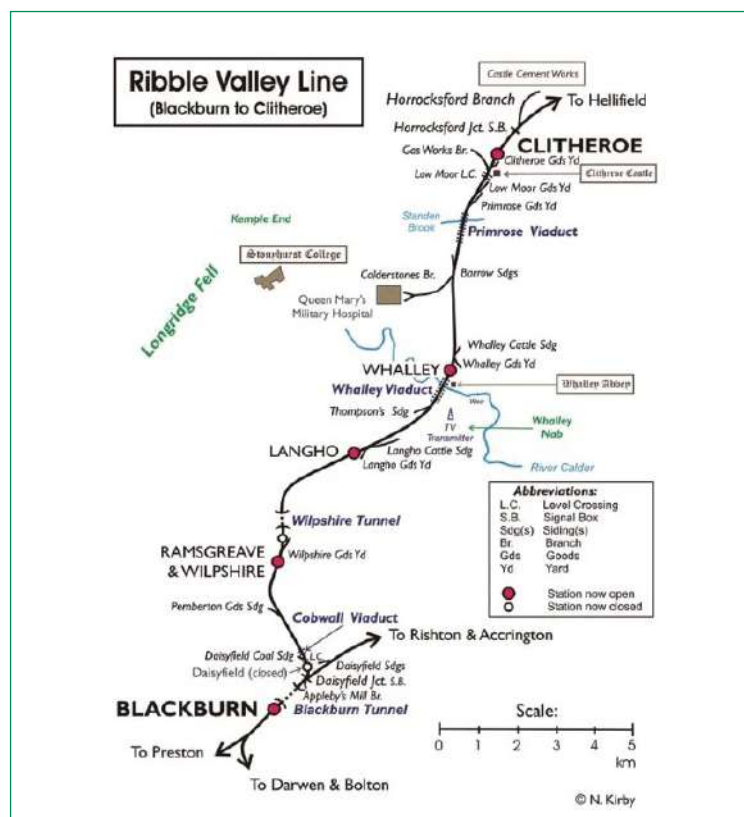 Ribble Valley Line
(Blackburn to Clitheroe)
Castle Cement Works
Horrocksford Branch
To Hellifield
Horrocksford Jct. S.B.
CLITHEROE
Gas Works Br.
Clitheroe Gds Yd
Low Moor L.C.
Clitheroe Castle
Low Moor Gds Yd
Primrose Gds Yd
Standen
Brook
Primrose Viaduct
Kemple End
Stonyhurst College
Longridge Fell
Calderstones Br.
Barrow Sdgs
Queen Mary's
Military Hospital
Whalley Cattle Sdg
WHALLEY
Whalley Gds Yd
Whalley Viaduct
Whalley Abbey
Weir
Thompson's Sdg
TV
Transmitter
Whalley
Nab
LANGHO
Langho Cattle Sdg
Langho Gds Yd
River Calder
Abbreviations:
L.C. Level Crossing
S.B. Signal Box
Sdg(s) Siding(s)
Br. Branch
Gds Goods
Yd Yard
Station now open
Station now closed
Wilpshire Tunnel
RAMSGREAVE
& WILPSHIRE
Wilpshire Gds Yd
Pemberton Gds Sdg
Cobwall Viaduct
To Rishton & Accrington
Daisyfield Coal Sdg
L.C.
Daisyfield Sdgs
Daisyfield (closed)
Daisyfield Jct. S.B.
Appleby's Mill Br.
BLACKBURN
Blackburn Tunnel
To Preston
To Darwen & Bolton
Scale:
0 1 2 3 4 5
km
© N. Kirby